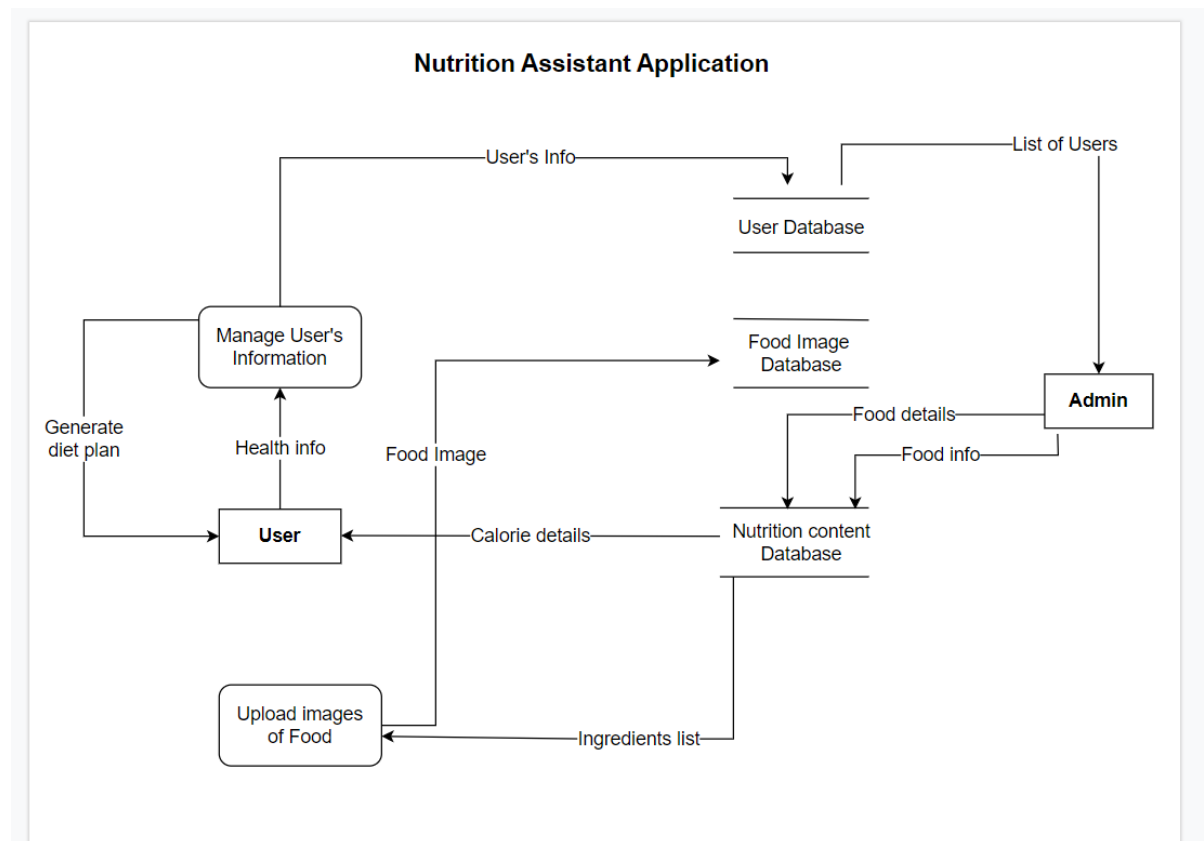 Nutrition Assistant Application
List of Users
User's Info
User Database
Manage User's
Information
Food Image
Database
Admin
Food details
Generate
diet plan
Health info
Food Image
Food info
User
Calorie details
Nutrition content
Database
Upload images
of Food
Ingredients list